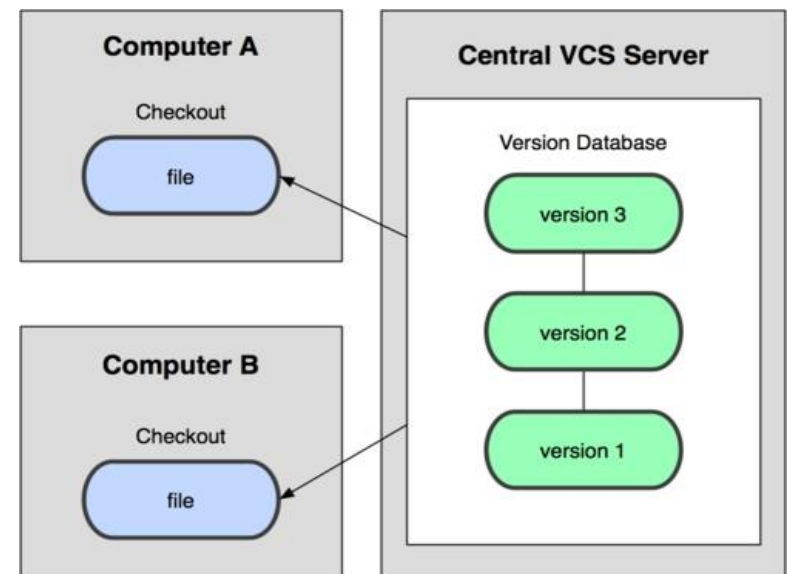 Computer A
Checkout
file
Computer B
Checkout
file
Central VCS Server
Version Database
version 3
version 2
version 1